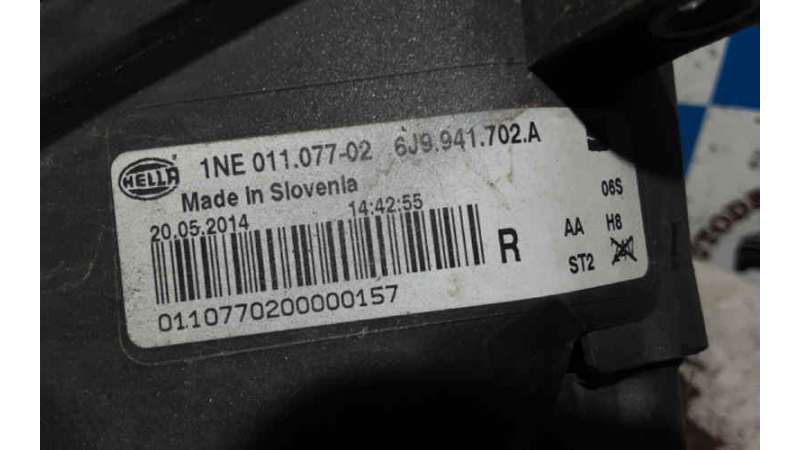 HELLA 1NE 011.077-02 6J9.941.702.A
Made in Slovenia
20.05.2014 14:42:55
06S
R AA H8
ST2
0110770200000157